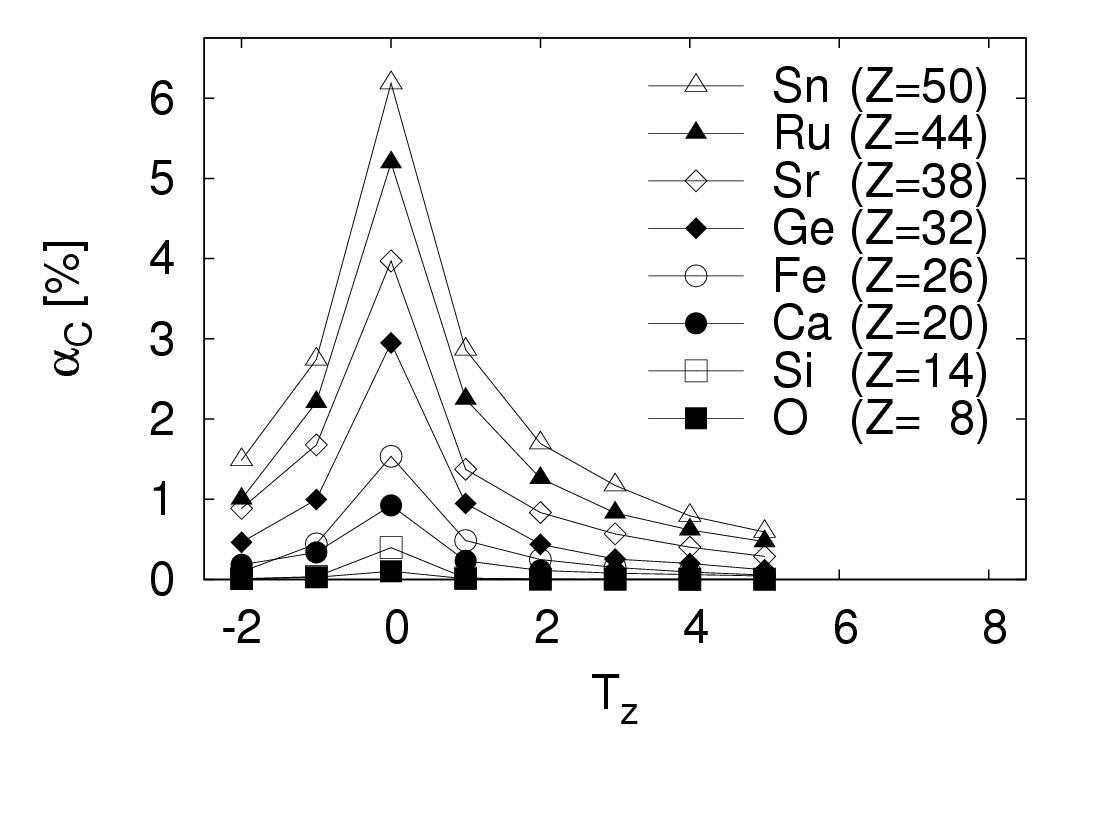 Sn (Z=50)
Ru (Z=44)
Sr (Z=38)
Ge (Z=32)
Fe (Z=26)
Ca (Z=20)
Si (Z=14)
O (Z= 8)
6
5
4
3
2
1
0
αC [%]
-2 0 2 4 6 8
Tz